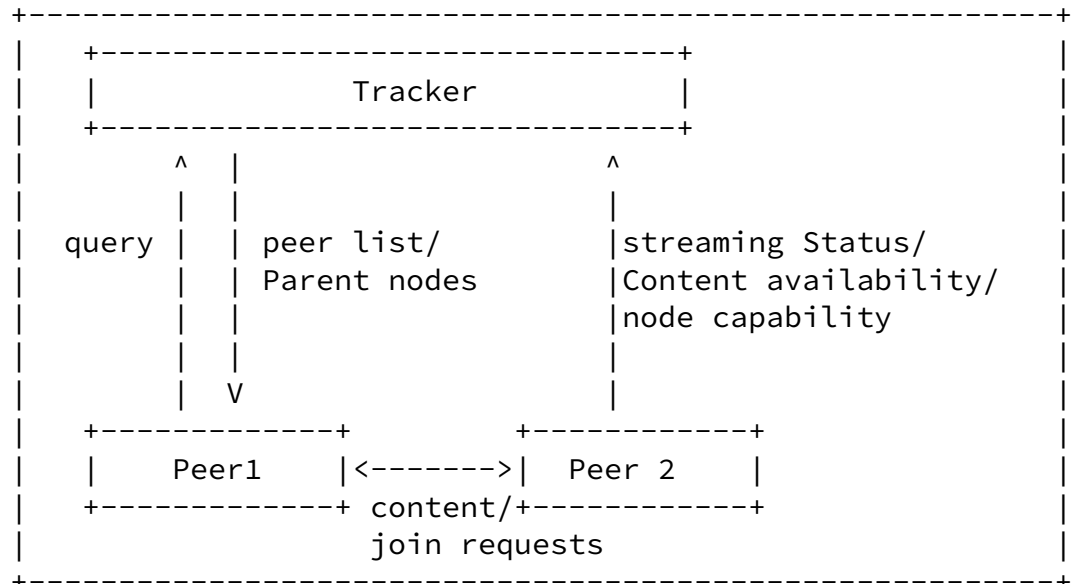 Tracker
query
peer list/
Parent nodes
streaming Status/
Content availability/
node capability
Peer1
Peer 2
content/
join requests